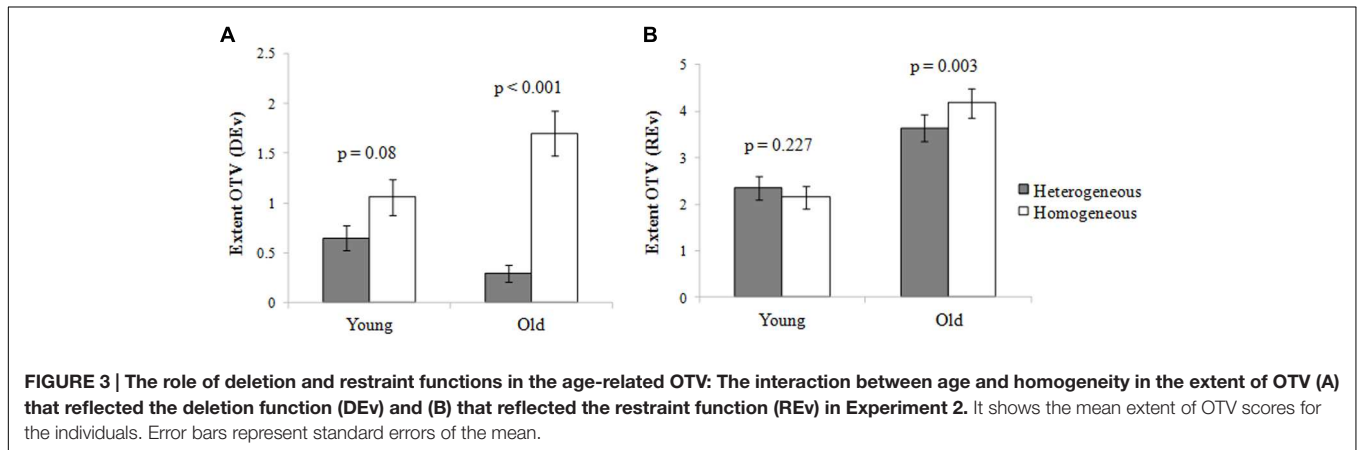 A
2.5
2
1.5
1
0.5
0
Extent OTV (DEv)
p = 0.08
p < 0.001
Young
Old
B
5
4
3
2
1
0
Extent OTV (REv)
p = 0.227
p = 0.003
Young
Old
Heterogeneous
Homogeneous
FIGURE 3 | The role of deletion and restraint functions in the age-related OTV: The interaction between age and homogeneity in the extent of OTV (A)
that reflected the deletion function (DEv) and (B) that reflected the restraint function (REv) in Experiment 2. It shows the mean extent of OTV scores for
the individuals. Error bars represent standard errors of the mean.